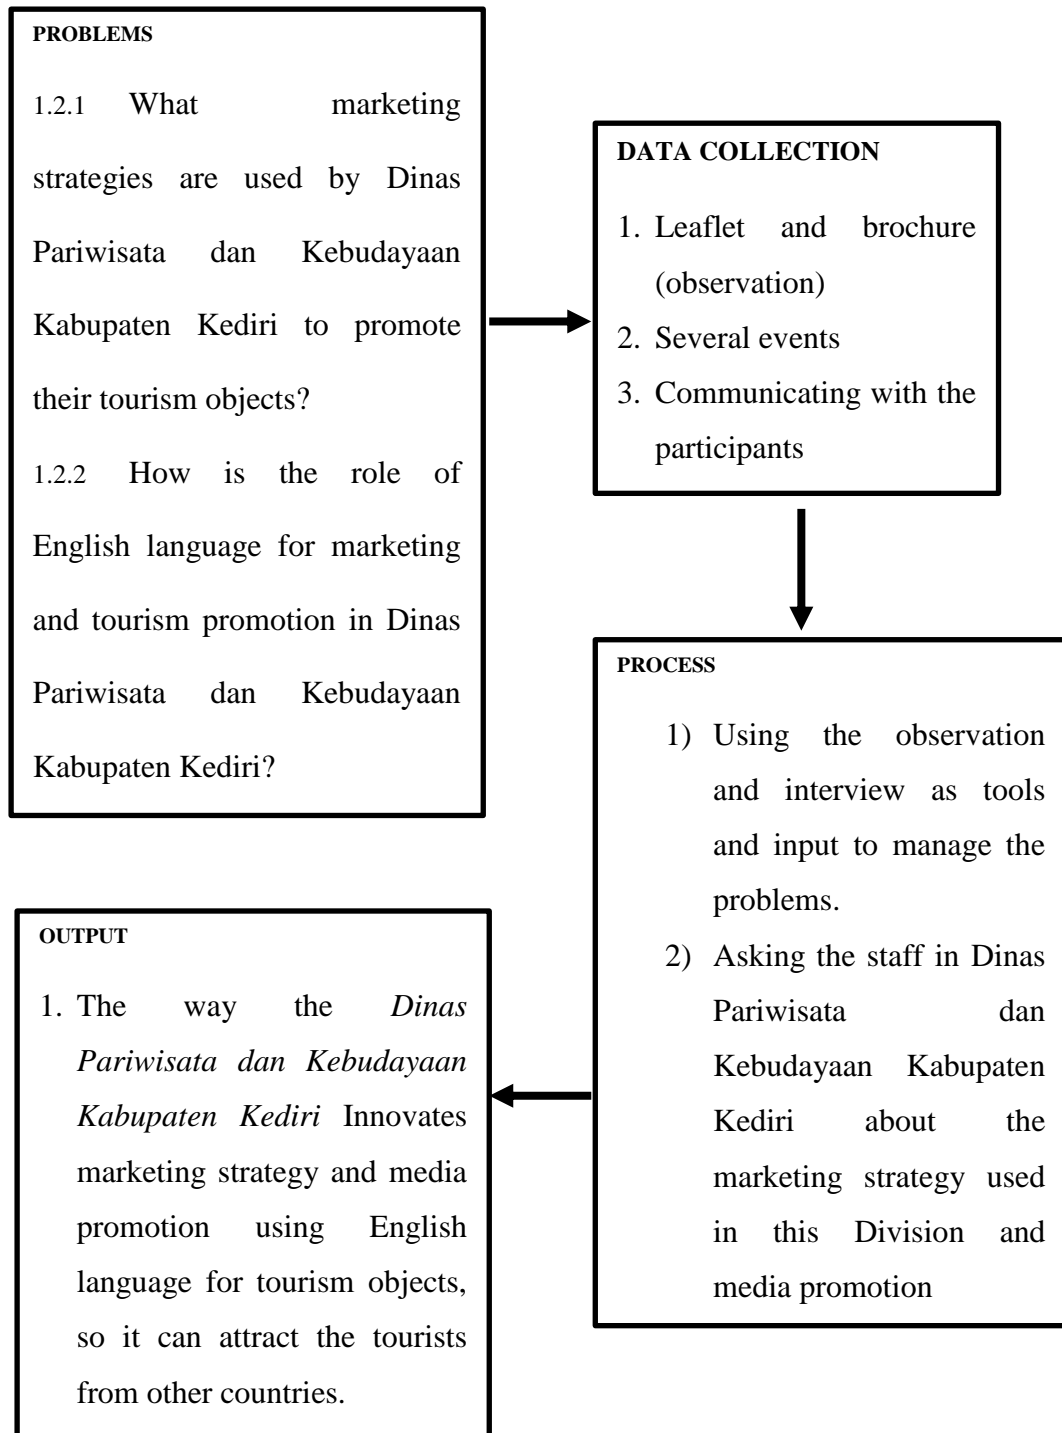 PROBLEMS
1.2.1 What marketing
strategies are used by Dinas
Pariwisata dan Kebudayaan
Kabupaten Kediri to promote
their tourism objects?
1.2.2 How is the role of
English language for marketing
and tourism promotion in Dinas
Pariwisata dan Kebudayaan
Kabupaten Kediri?
DATA COLLECTION
1. Leaflet and brochure
(observation)
2. Several events
3. Communicating with the
participants
PROCESS
1) Using the observation
and interview as tools
and input to manage the
problems.
2) Asking the staff in Dinas
Pariwisata dan
Kebudayaan Kabupaten
Kediri about the
marketing strategy used
in this Division and
media promotion
OUTPUT
1. The way the Dinas
Pariwisata dan Kebudayaan
Kabupaten Kediri Innovates
marketing strategy and media
promotion using English
language for tourism objects,
so it can attract the tourists
from other countries.